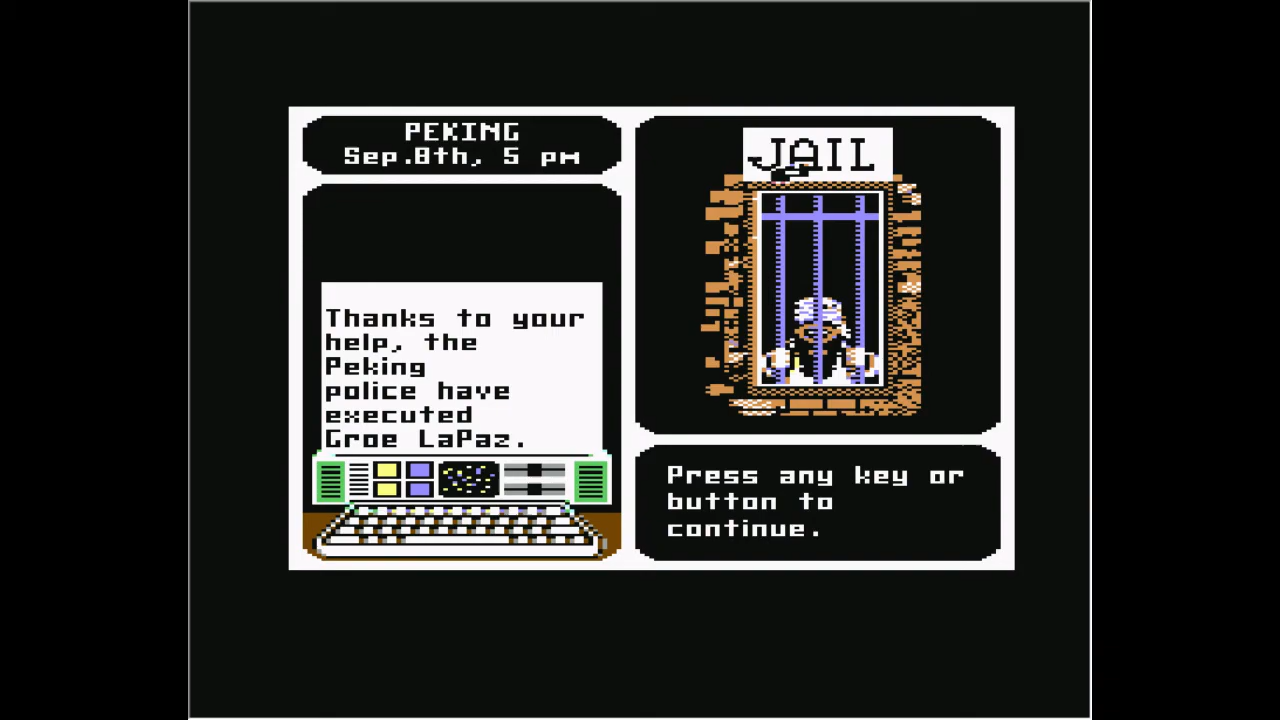 PEKING
Sep.8th, 5 pm
Thanks to your
help, the
Peking
police have
executed
Groe LaPaz.
JAIL
Press any key or
button to
continue.